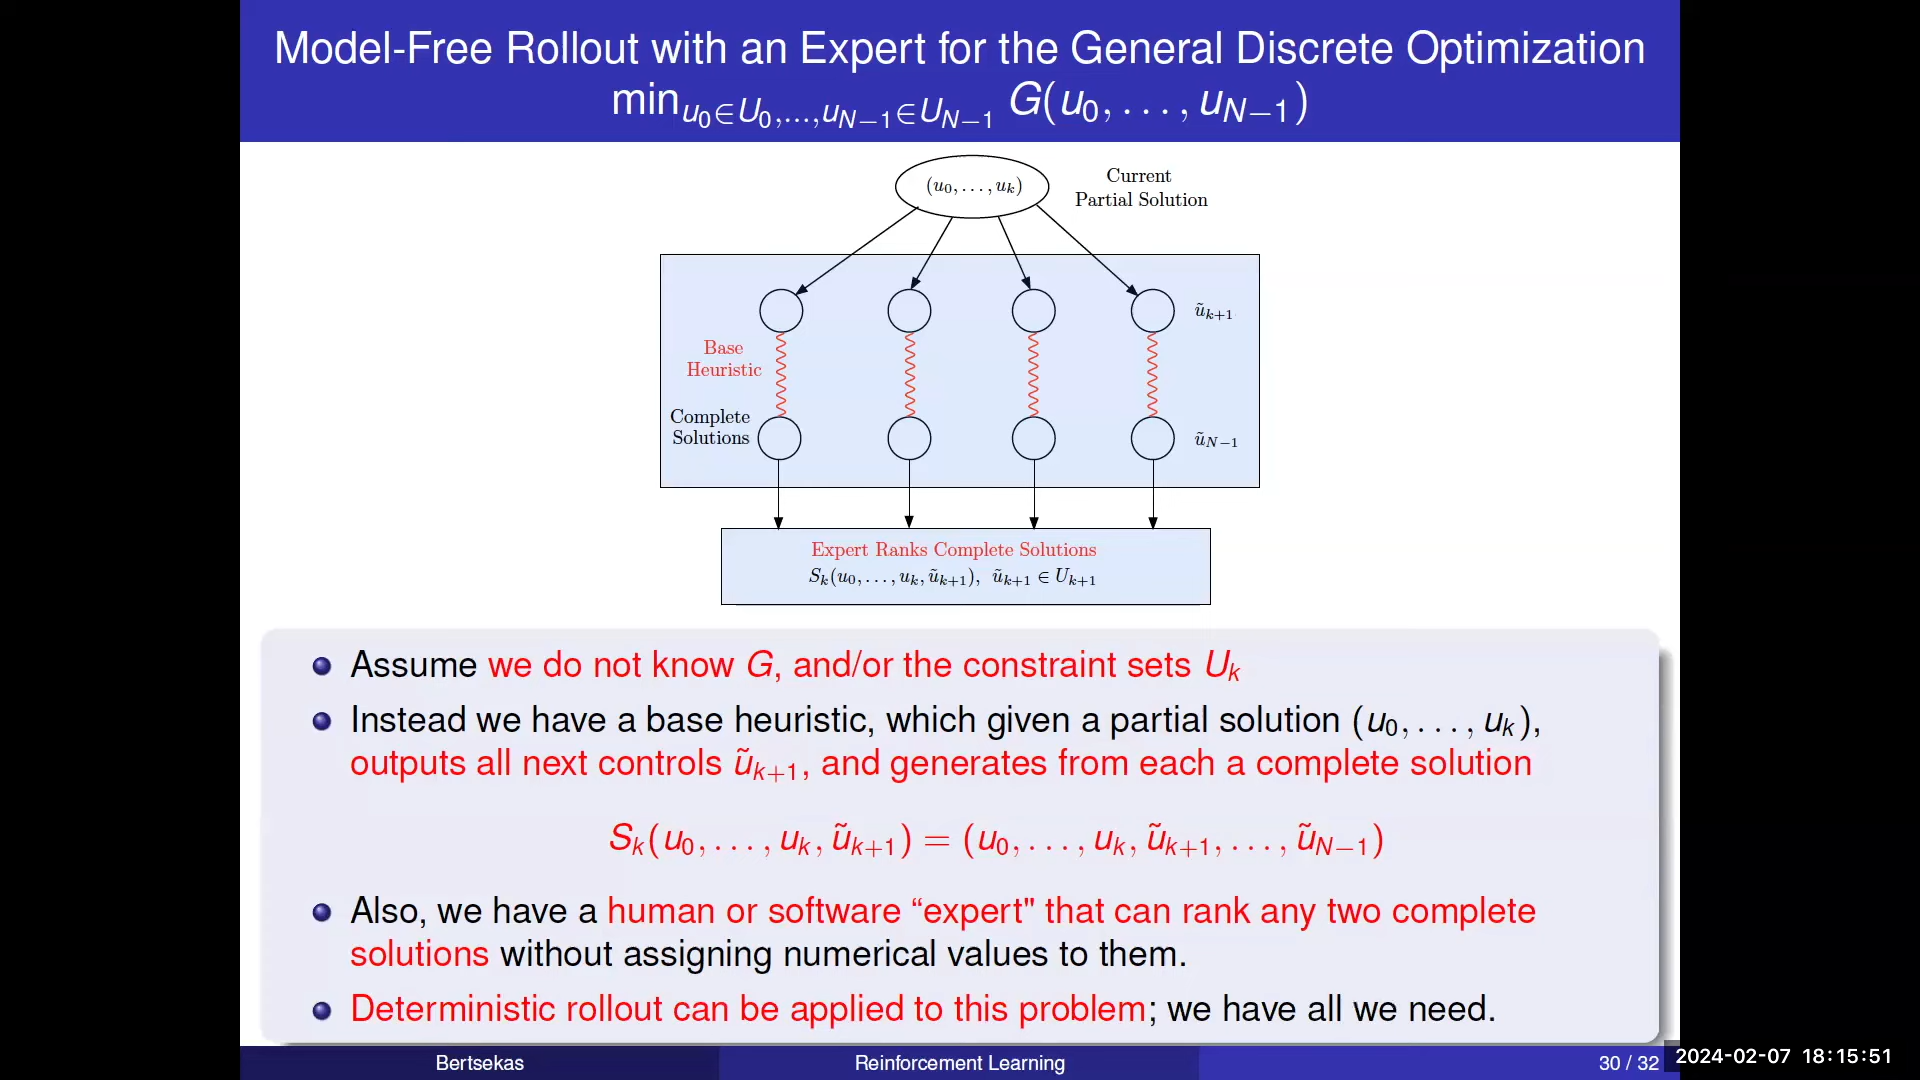 Model-Free Rollout with an Expert for the General Discrete Optimization
min_{u_0∈U_0,...,u_{N−1}∈U_{N−1}} G(u_0, . . . , u_{N−1})
(u_0, . . . , u_k)
Current
Partial Solution
ũ_{k+1}
Base
Heuristic
Complete
Solutions
ũ_{N−1}
Expert Ranks Complete Solutions
S_k(u_0, . . . , u_k, ũ_{k+1}), ũ_{k+1} ∈ U_{k+1}
Assume we do not know G, and/or the constraint sets U_k
Instead we have a base heuristic, which given a partial solution (u_0, . . . , u_k),
outputs all next controls ũ_{k+1}, and generates from each a complete solution
S_k(u_0, . . . , u_k, ũ_{k+1}) = (u_0, . . . , u_k, ũ_{k+1}, . . . , ũ_{N−1})
Also, we have a human or software “expert" that can rank any two complete
solutions without assigning numerical values to them.
Deterministic rollout can be applied to this problem; we have all we need.
Bertsekas
Reinforcement Learning
30 / 32
2024-02-07 18:15:51